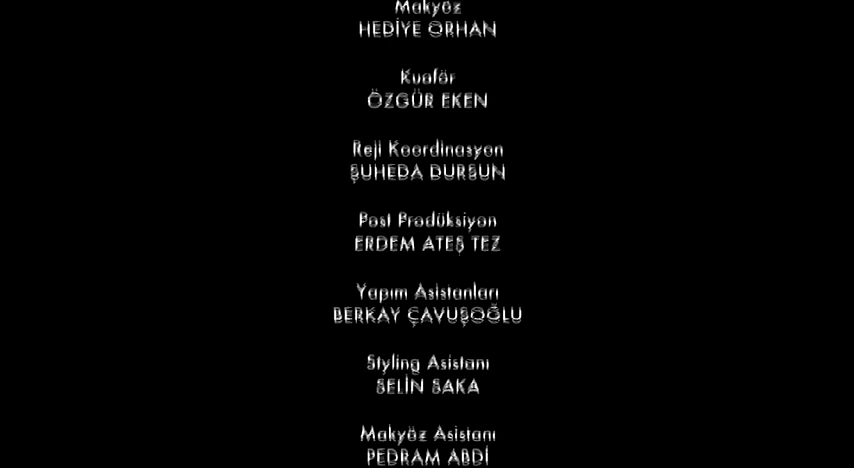 Makyöz
HEDİYE ORHAN
Kuaför
ÖZGÜR EKEN
Reji Koordinasyon
ŞUHEDA DURSUN
Post Prodüksiyon
ERDEM ATEŞ TEZ
Yapım Asistanları
BERKAY ÇAVUŞOĞLU
Styling Asistanı
SELİN SAKA
Makyöz Asistanı
PEDRAM ABDİ